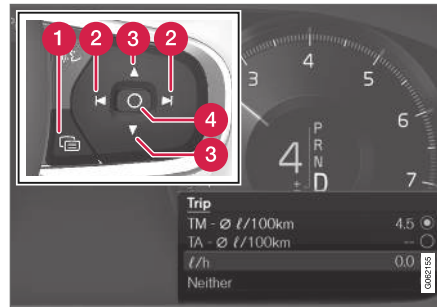 1 2 3 2
4
3
3 4 5 6 7
4
P
R
N
± D
Trip
TM - Ø ℓ/100km 4.5
TA - Ø ℓ/100km --
ℓ/h 0.0
Neither
G062155